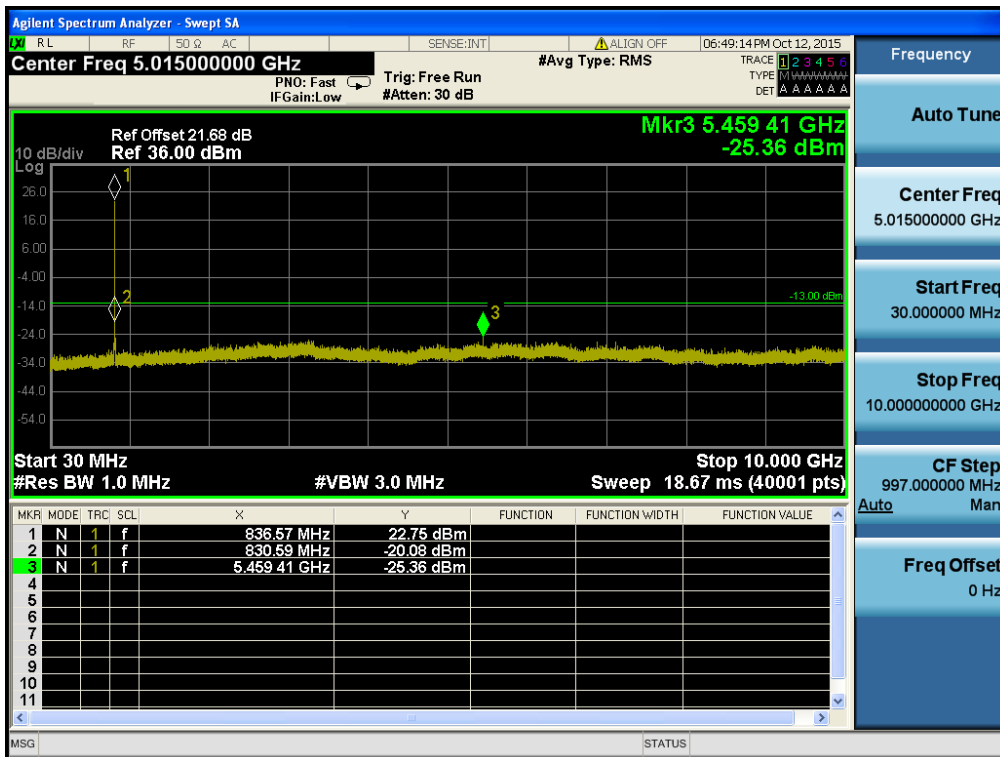 Agilent Spectrum Analyzer - Swept SA
LXI RL RF 50 Ω AC SENSE:INT ALIGN OFF 06:49:14 PM Oct 12, 2015
Center Freq 5.015000000 GHz #Avg Type: RMS TRACE 1 2 3 4 5 6
PNO: Fast Trig: Free Run TYPE M W W W W W
IFGain:Low #Atten: 30 dB DET A A A A A A
Mkr3 5.459 41 GHz
-25.36 dBm
Ref Offset 21.68 dB
10 dB/div Ref 36.00 dBm
Log
1
26.0
16.0
6.00
-4.00
2
-13.00 dBm
-14.0
3
-24.0
-34.0
-44.0
-54.0
Start 30 MHz Stop 10.000 GHz
#Res BW 1.0 MHz #VBW 3.0 MHz Sweep 18.67 ms (40001 pts)
MKR MODE TRC SCL X Y FUNCTION FUNCTION WIDTH FUNCTION VALUE
1 N 1 f 836.57 MHz 22.75 dBm
2 N 1 f 830.59 MHz -20.08 dBm
3 N 1 f 5.459 41 GHz -25.36 dBm
4
5
6
7
8
9
10
11
MSG STATUS
Frequency
Auto Tune
Center Freq
5.015000000 GHz
Start Freq
30.000000 MHz
Stop Freq
10.000000000 GHz
CF Step
997.000000 MHz
Auto Man
Freq Offset
0 Hz